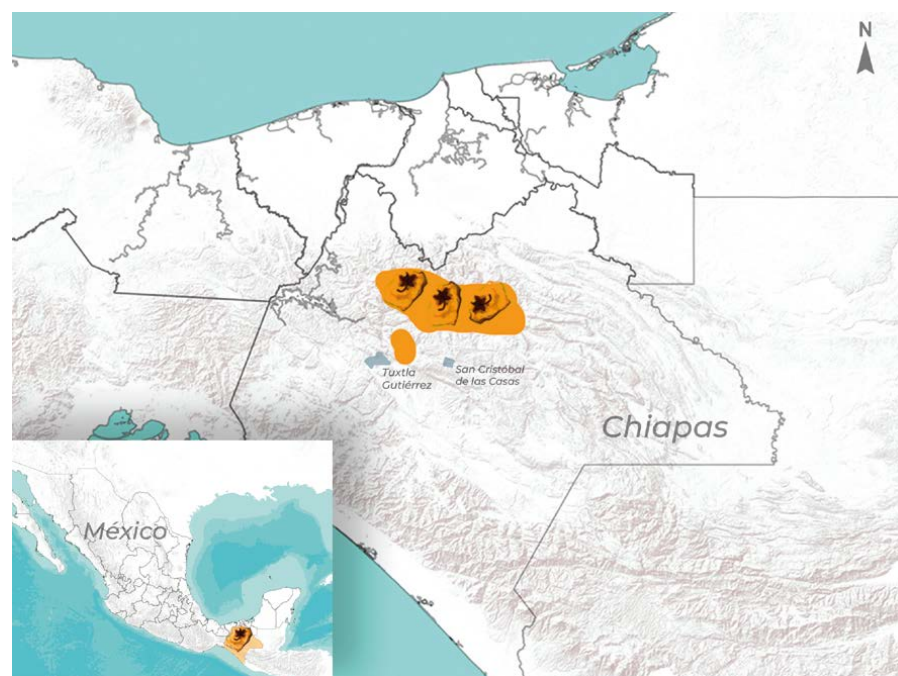 N
Tuxtla
Gutiérrez
San Cristóbal
de las Casas
Chiapas
México